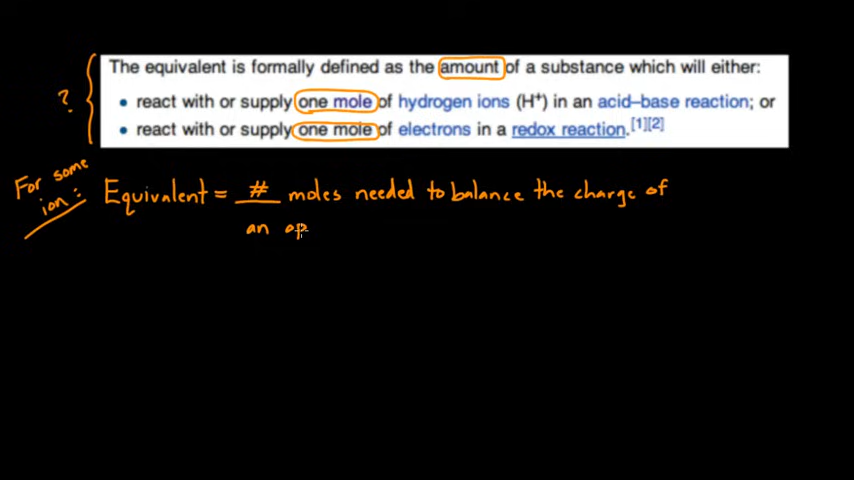 The equivalent is formally defined as the amount of a substance which will either:
• react with or supply one mole of hydrogen ions (H⁺) in an acid–base reaction; or
• react with or supply one mole of electrons in a redox reaction.[1][2]
?
For some
ion:
Equivalent = # moles needed to balance the charge of
an op